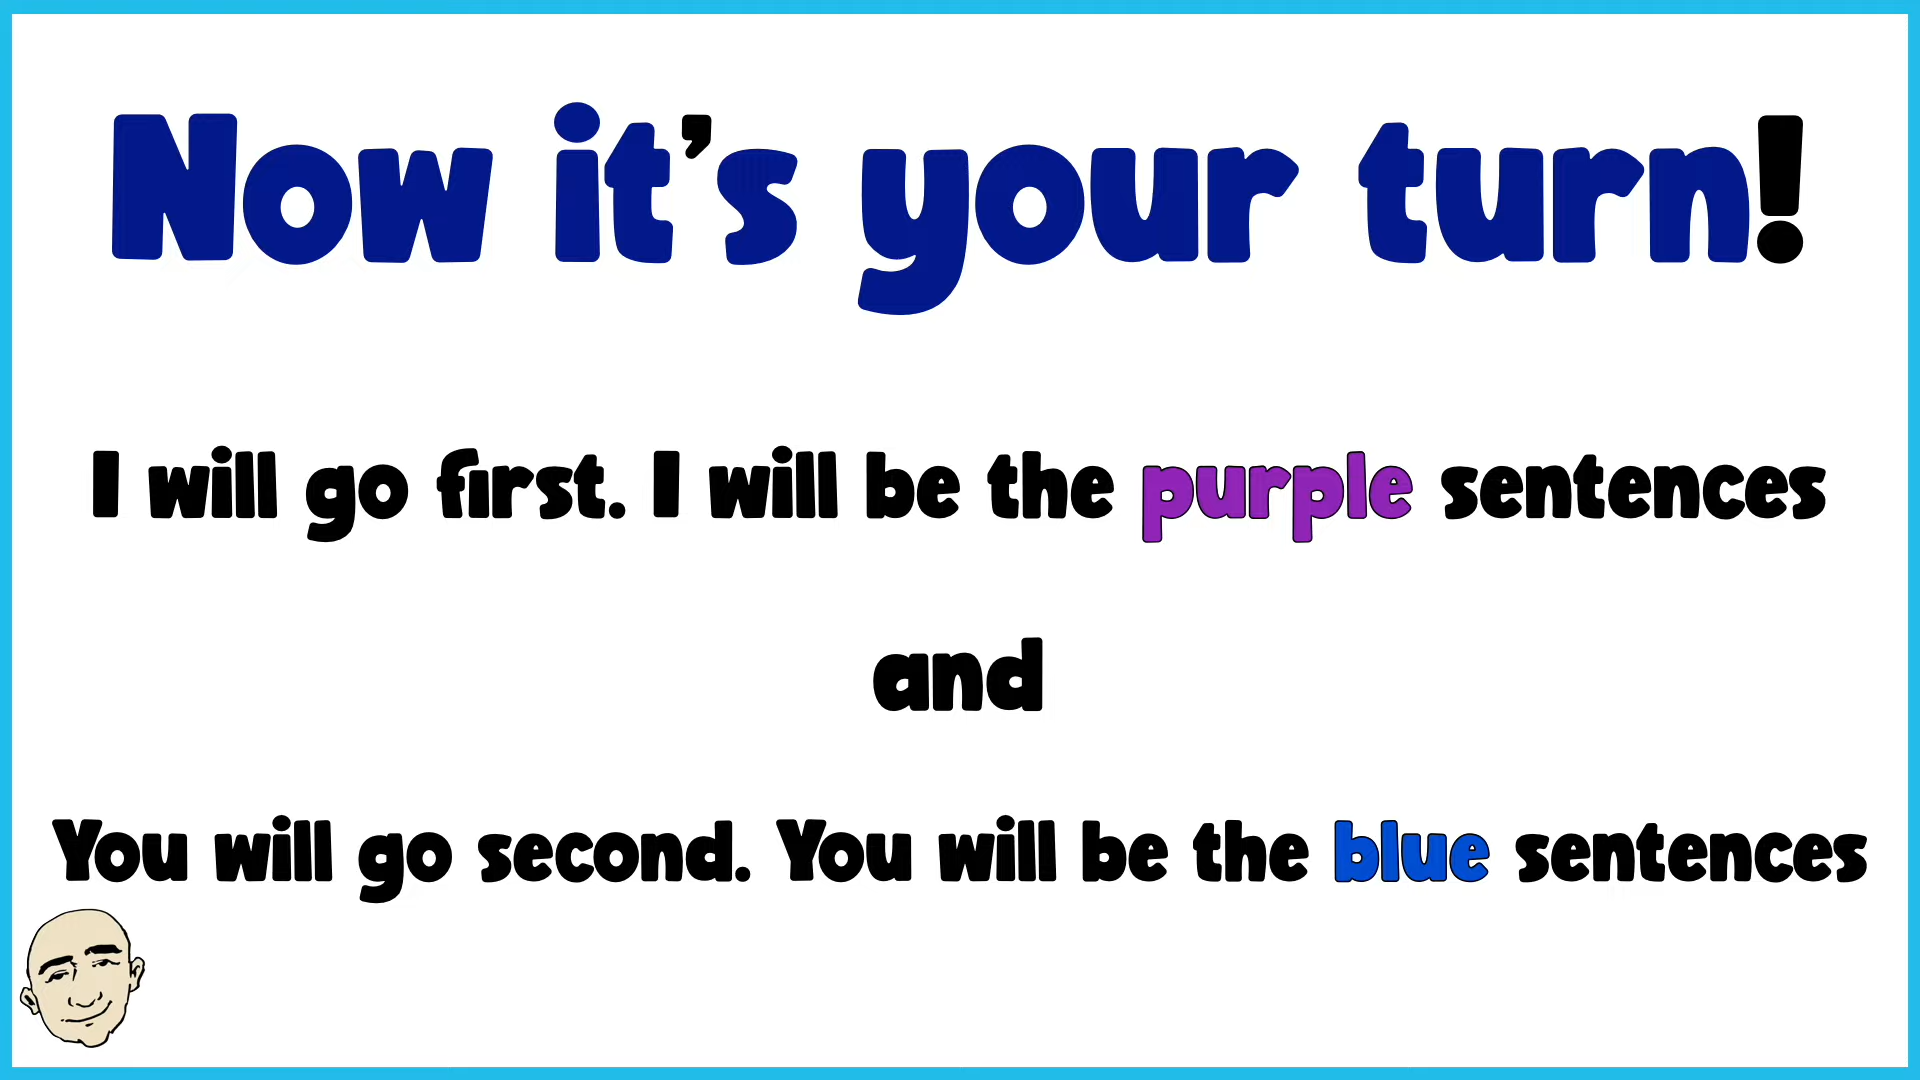 Now it's your turn!
I will go first. I will be the purple sentences
and
You will go second. You will be the blue sentences